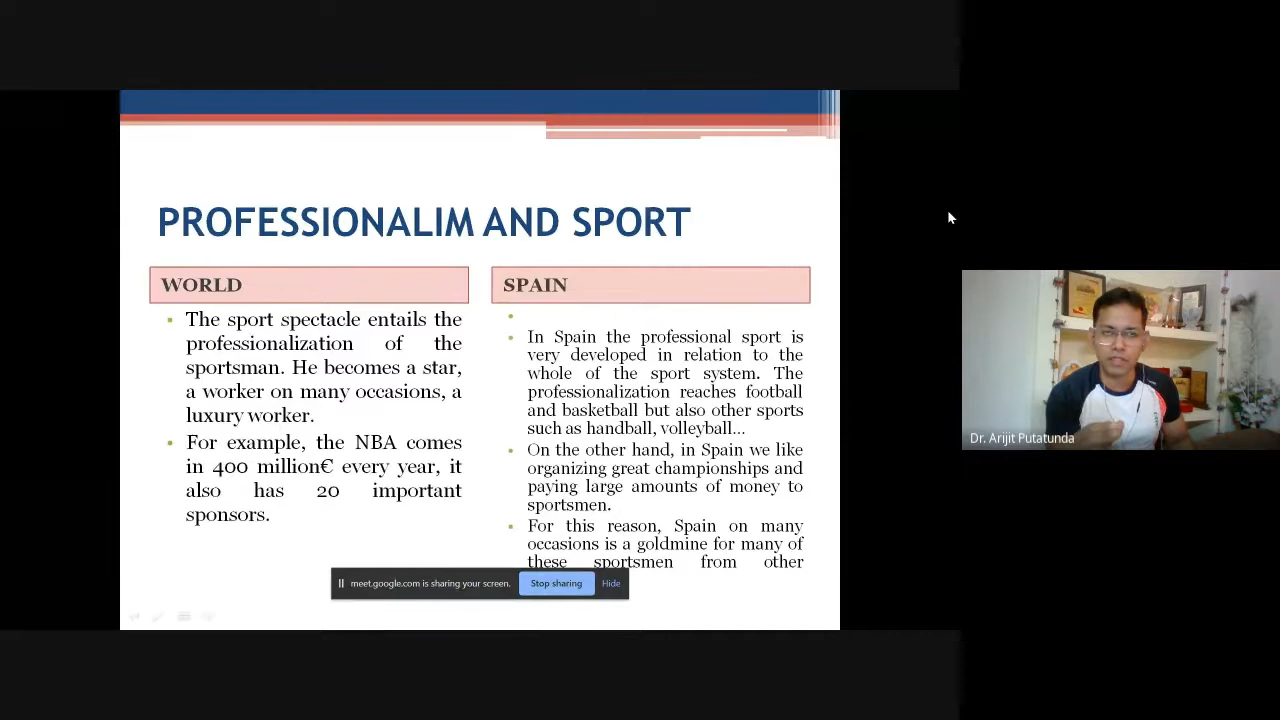 PROFESSIONALIM AND SPORT
WORLD
The sport spectacle entails the
professionalization of the
sportsman. He becomes a star,
a worker on many occasions, a
luxury worker.
For example, the NBA comes
in 400 million€ every year, it
also has 20 important
sponsors.
SPAIN
In Spain the professional sport is
very developed in relation to the
whole of the sport system. The
professionalization reaches football
and basketball but also other sports
such as handball, volleyball...
On the other hand, in Spain we like
organizing great championships and
paying large amounts of money to
sportsmen.
For this reason, Spain on many
occasions is a goldmine for many of
these sportsmen from other
meet.google.com is sharing your screen.
Stop sharing
Hide
Dr. Arijit Putatunda